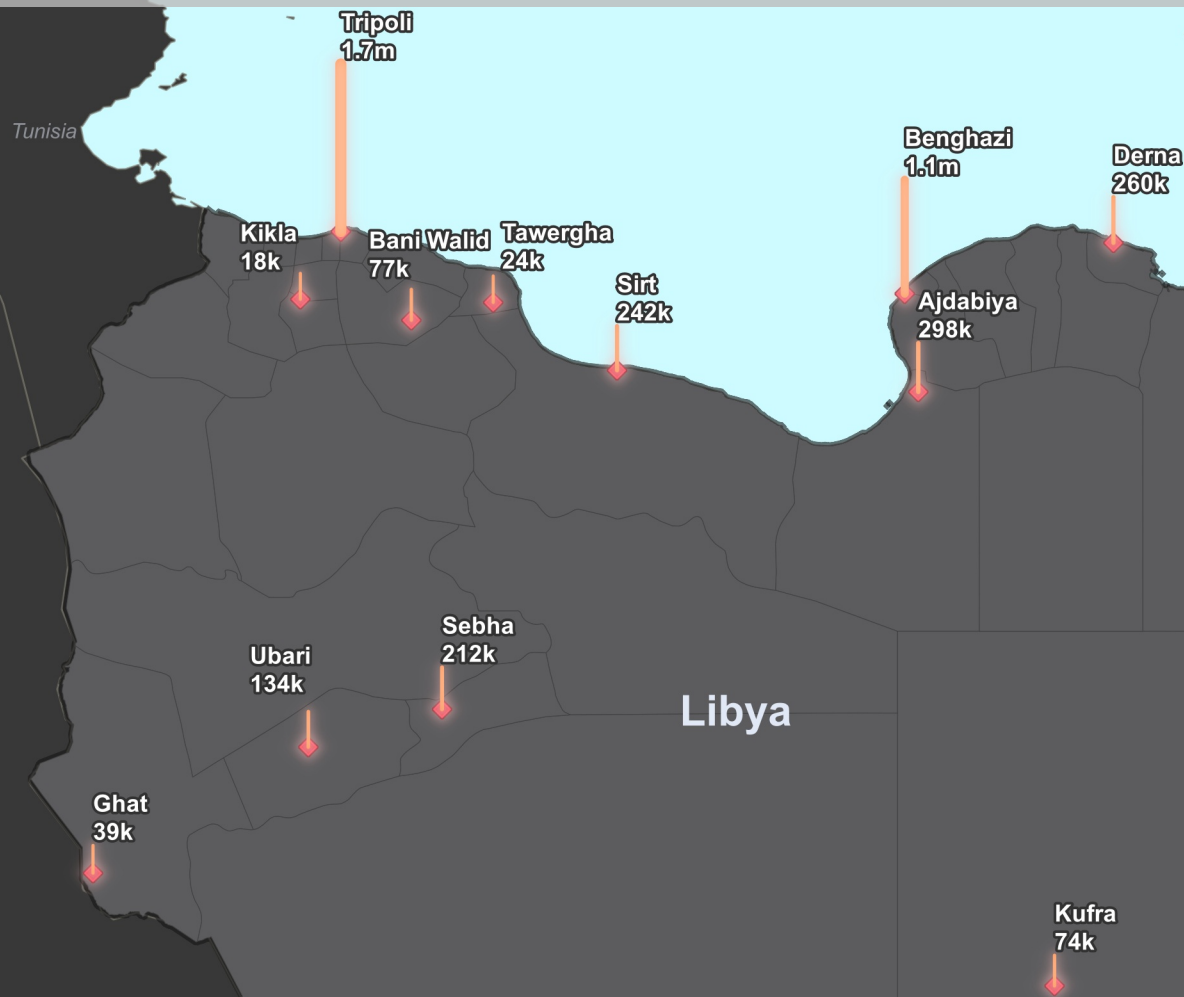 Tripoli
1.7m
Tunisia
Benghazi
1.1m
Derna
260k
Kikla
18k
Bani Walid
77k
Tawergha
24k
Sirt
242k
Ajdabiya
298k
Sebha
212k
Ubari
134k
Libya
Ghat
39k
Kufra
74k